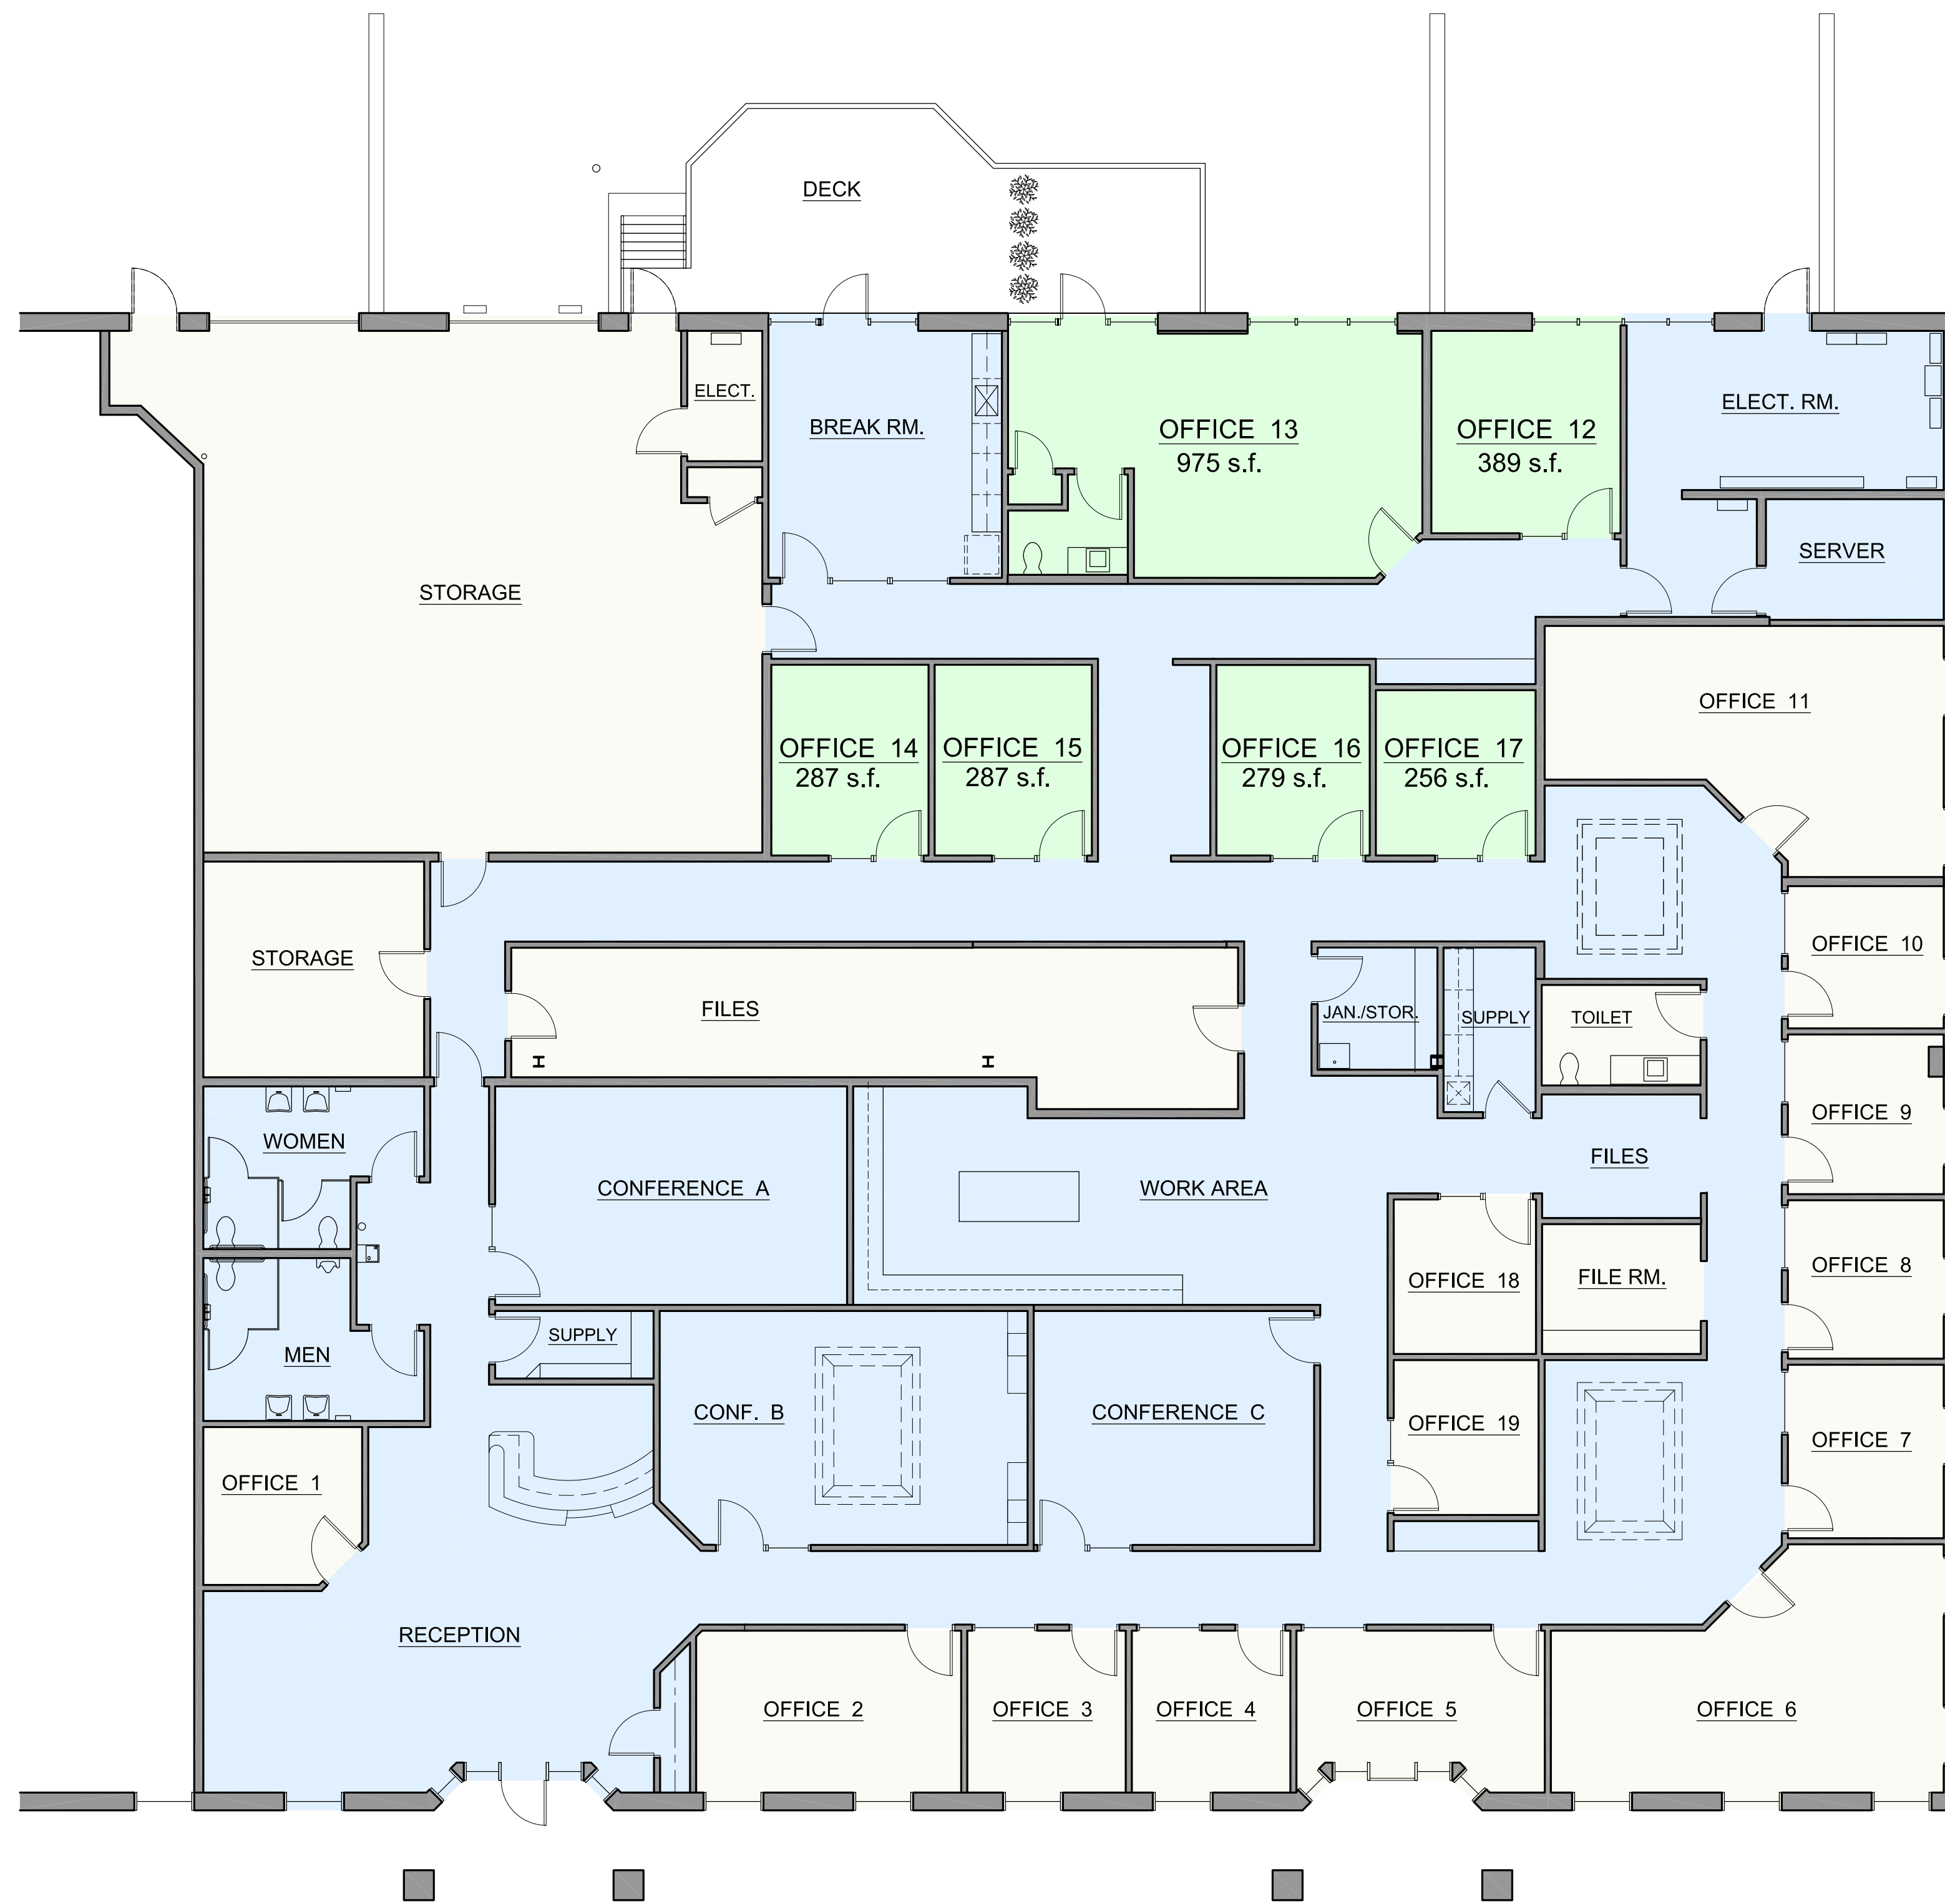 DECK
ELECT.
BREAK RM.
OFFICE 13
975 s.f.
OFFICE 12
389 s.f.
ELECT. RM.
SERVER
STORAGE
OFFICE 14
287 s.f.
OFFICE 15
287 s.f.
OFFICE 16
279 s.f.
OFFICE 17
256 s.f.
OFFICE 11
STORAGE
FILES
JAN./STOR.
SUPPLY
TOILET
OFFICE 10
WOMEN
CONFERENCE A
WORK AREA
FILES
OFFICE 9
OFFICE 18
FILE RM.
OFFICE 8
MEN
SUPPLY
CONF. B
CONFERENCE C
OFFICE 19
OFFICE 7
OFFICE 1
RECEPTION
OFFICE 2
OFFICE 3
OFFICE 4
OFFICE 5
OFFICE 6